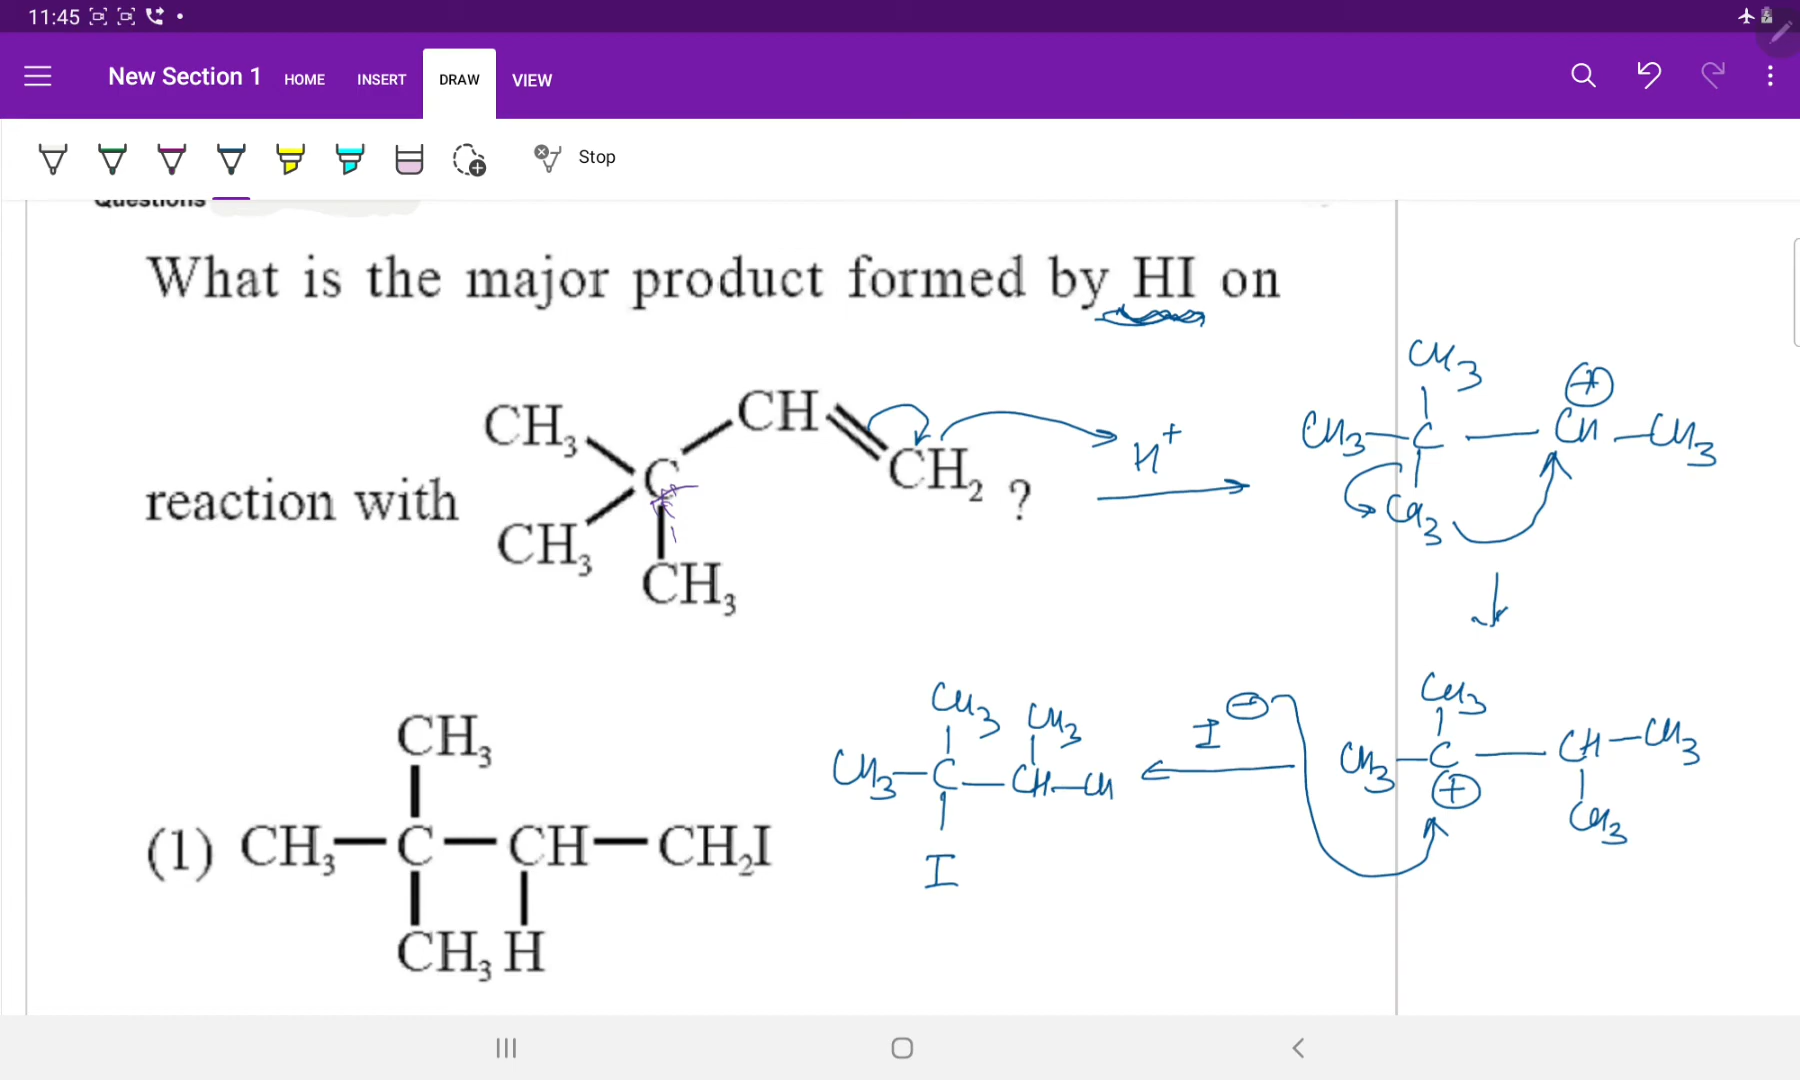 11:45
New Section 1 HOME INSERT DRAW VIEW
Stop
Questions
What is the major product formed by HI on
reaction with
CH₃
CH
C
CH₂ ?
CH₃
CH₃
H⁺
CH₃
⊕
CH₃—C—CH—CH₃
CH₃
CH₃
CH₃—C—CH—CH₃
⊕
CH₃
I⊖
CH₃ CH₃
CH₃—C—CH—CH
I
CH₃
(1) CH₃—C—CH—CH₂I
CH₃ H